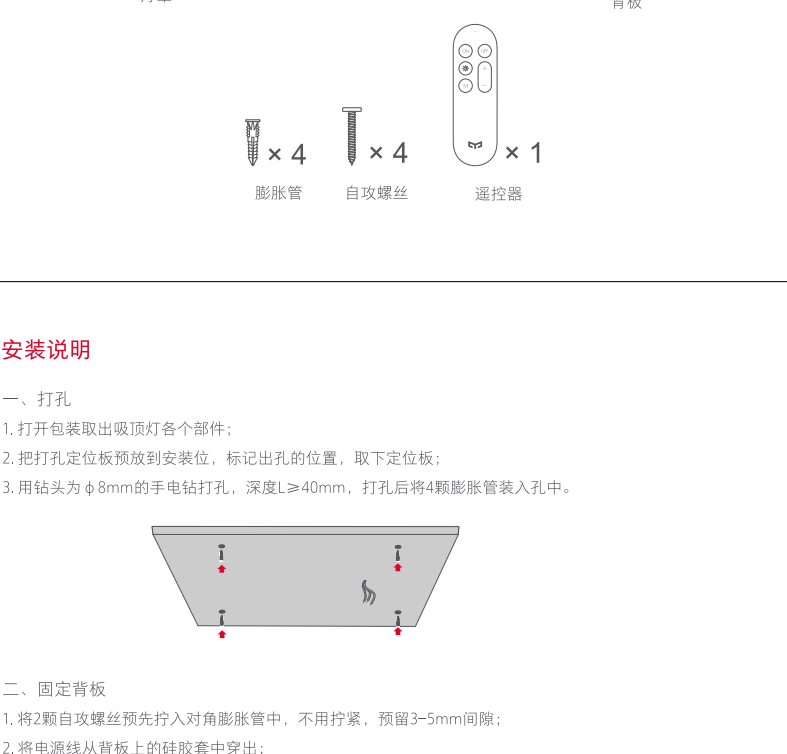 背板
ON OFF
M
× 4 × 4 × 1
膨胀管 自攻螺丝 遥控器
安装说明
一、打孔
1. 打开包装取出吸顶灯各个部件；
2. 把打孔定位板预放到安装位，标记出孔的位置，取下定位板；
3. 用钻头为ϕ8mm的手电钻打孔，深度L≥40mm，打孔后将4颗膨胀管装入孔中。
二、固定背板
1. 将2颗自攻螺丝预先拧入对角膨胀管中，不用拧紧，预留3–5mm间隙；
2. 将电源线从背板上的硅胶套中穿出；